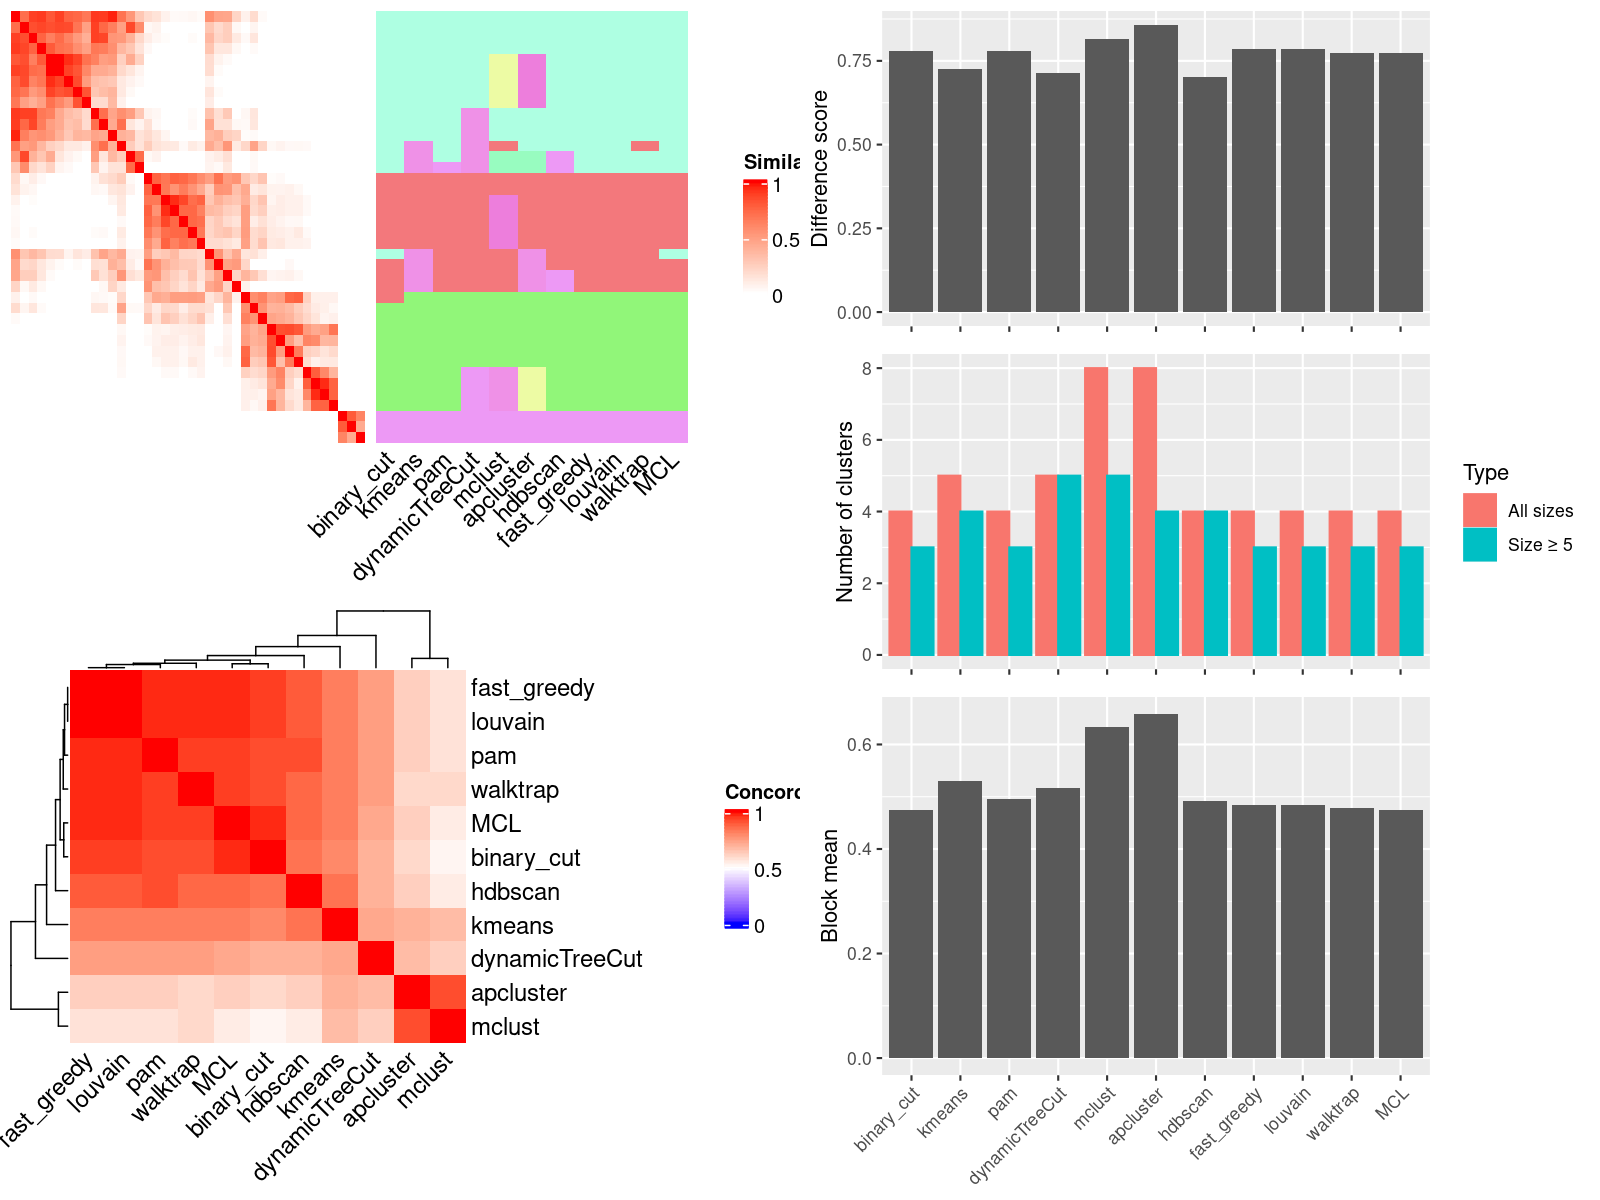 Simila
1
0.5
0
binary_cut
kmeans
pam
dynamicTreeCut
mclust
apcluster
hdbscan
fast_greedy
louvain
walktrap
MCL
fast_greedy
louvain
pam
walktrap
MCL
binary_cut
hdbscan
kmeans
dynamicTreeCut
apcluster
mclust
Concord
1
0.5
0
fast_greedy
louvain
pam
walktrap
MCL
binary_cut
hdbscan
kmeans
dynamicTreeCut
apcluster
mclust
Difference score
0.75
0.50
0.25
0.00
Number of clusters
8
6
4
2
0
Type
All sizes
Size ≥ 5
Block mean
0.6
0.4
0.2
0.0
binary_cut
kmeans
pam
dynamicTreeCut
mclust
apcluster
hdbscan
fast_greedy
louvain
walktrap
MCL